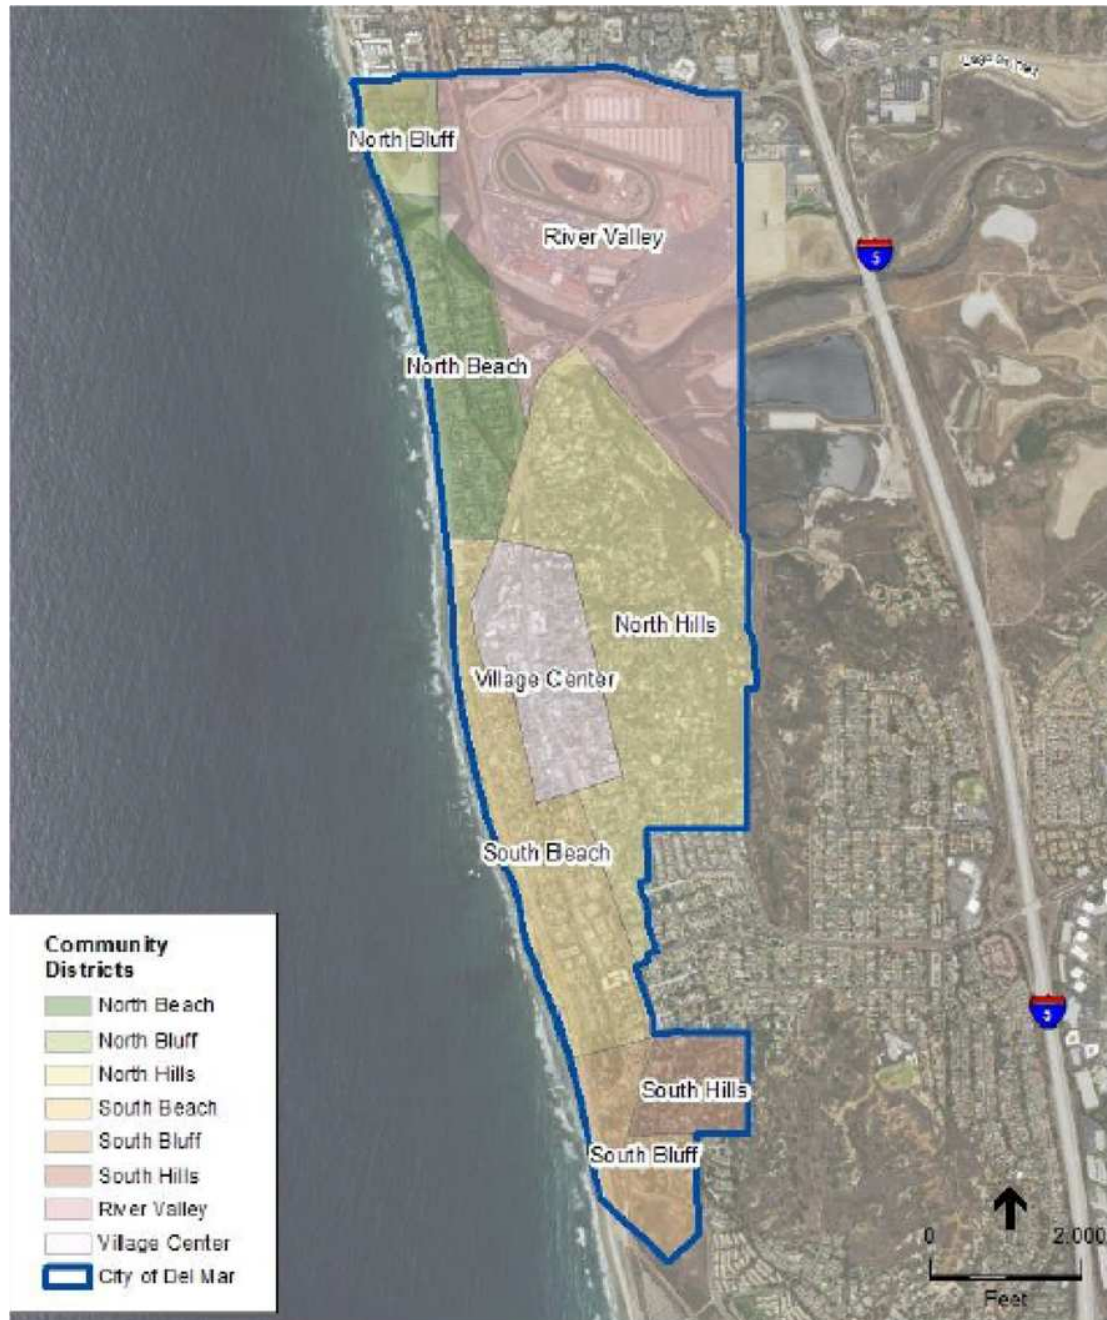 North Bluff
River Valley
5
North Beach
North Hills
Village Center
South Beach
South Hills
South Bluff
5
Community
Districts
North Beach
North Bluff
North Hills
South Beach
South Bluff
South Hills
River Valley
Village Center
City of Del Mar
0
2,000
Feet